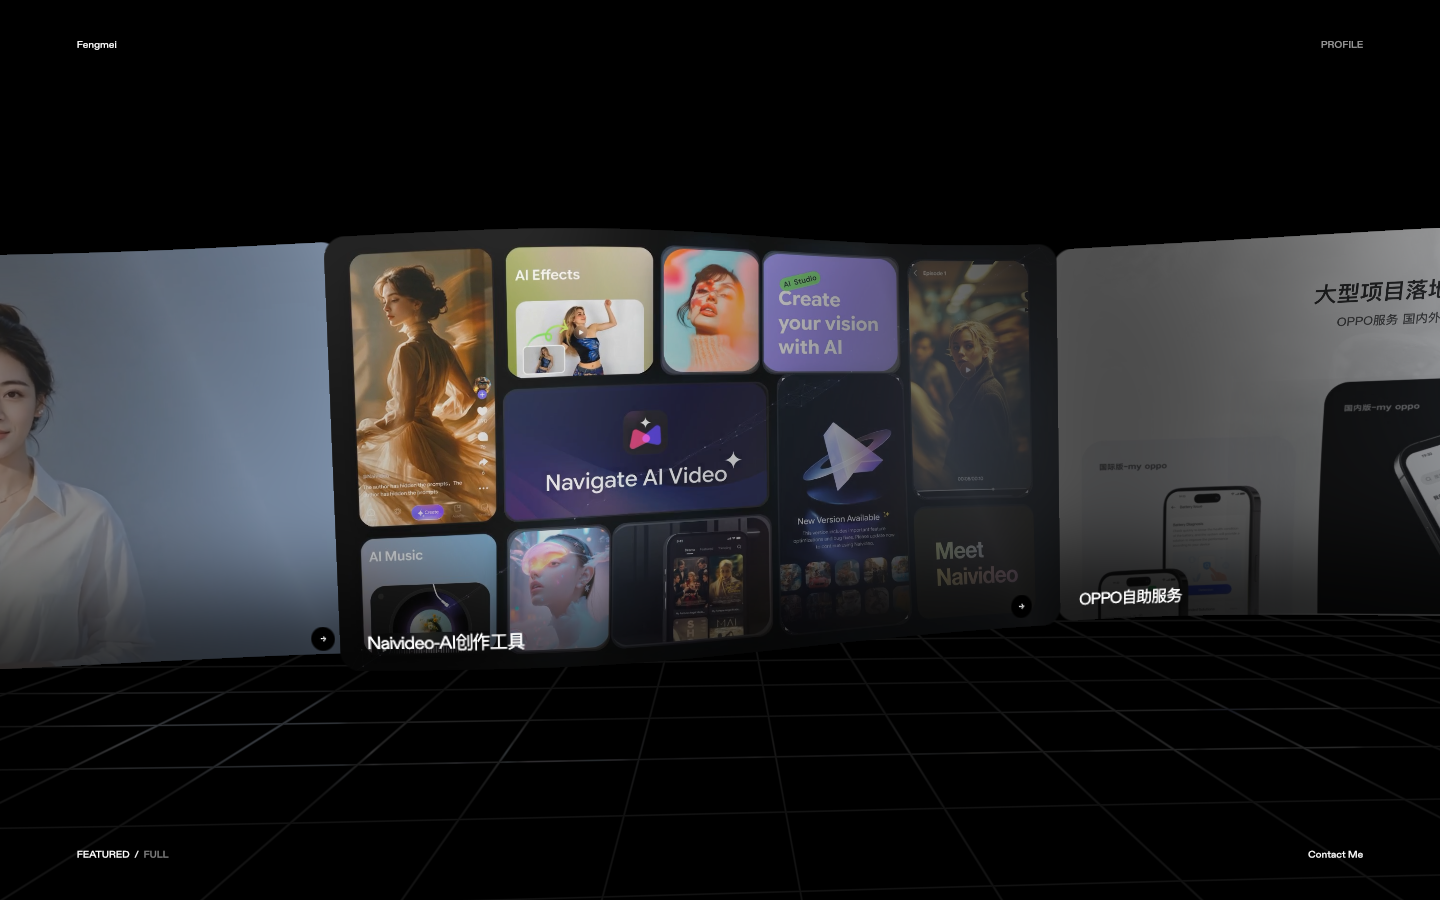 Fengmei
PROFILE
AI Effects
AI Studio
Create
your vision
with AI
Episode 1
大型项目落地
OPPO服务 国内外
国内版-my oppo
国际版-my oppo
Navigate AI Video
New Version Available
AI Music
Meet
Naivideo
Naivideo-AI创作工具
OPPO自助服务
FEATURED / FULL
Contact Me